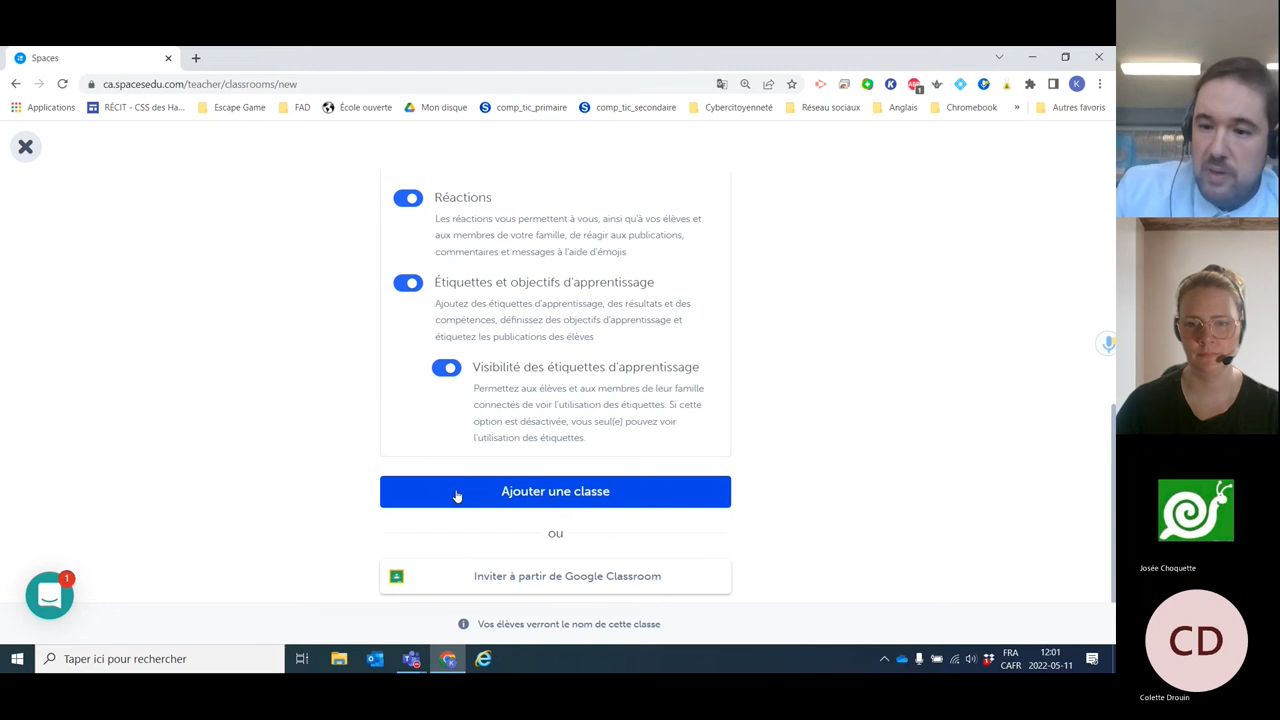 Spaces
ca.spacesedu.com/teacher/classrooms/new
Applications
RÉCIT - CSS des Ha...
Escape Game
FAD
École ouverte
Mon disque
comp_tic_primaire
comp_tic_secondaire
Cybercitoyenneté
Réseau sociaux
Anglais
Chromebook
»
Autres favoris
K
1
Réactions
Les réactions vous permettent à vous, ainsi qu'à vos élèves et
aux membres de votre famille, de réagir aux publications,
commentaires et messages à l'aide d'émojis
Étiquettes et objectifs d'apprentissage
Ajoutez des étiquettes d'apprentissage, des résultats et des
compétences, définissez des objectifs d'apprentissage et
étiquetez les publications des élèves
Visibilité des étiquettes d'apprentissage
Permettez aux élèves et aux membres de leur famille
connectés de voir l'utilisation des étiquettes. Si cette
option est désactivée, vous seul(e) pouvez voir
l'utilisation des étiquettes.
Ajouter une classe
ou
Inviter à partir de Google Classroom
1
Vos élèves verront le nom de cette classe
Taper ici pour rechercher
FRA
CAFR
12:01
2022-05-11
Josée Choquette
CD
Colette Drouin